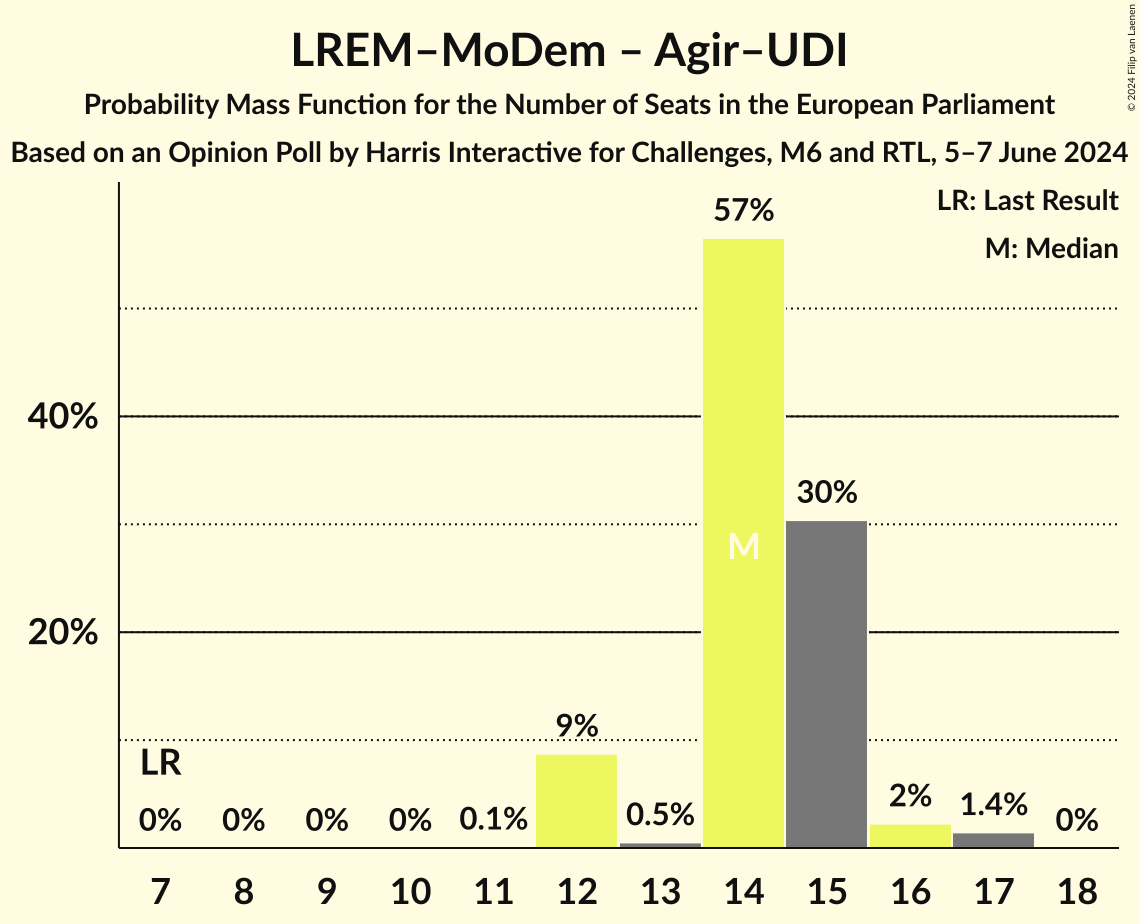 LREM–MoDem – Agir–UDI
Probability Mass Function for the Number of Seats in the European Parliament
Based on an Opinion Poll by Harris Interactive for Challenges, M6 and RTL, 5–7 June 2024
© 2024 Filip van Laenen
LR: Last Result
M: Median
57%
40%
30%
M
20%
9%
LR
0% 0% 0% 0% 0.1% 0.5% 2% 1.4% 0%
7 8 9 10 11 12 13 14 15 16 17 18